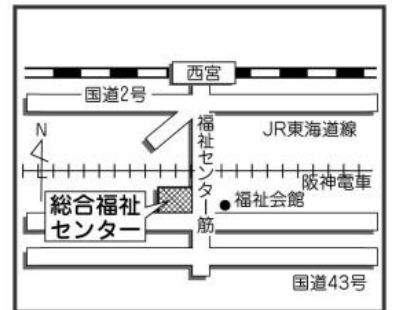 西宮
国道2号
N
JR東海道線
福祉センター筋
阪神電車
福祉会館
総合福祉
センター
国道43号